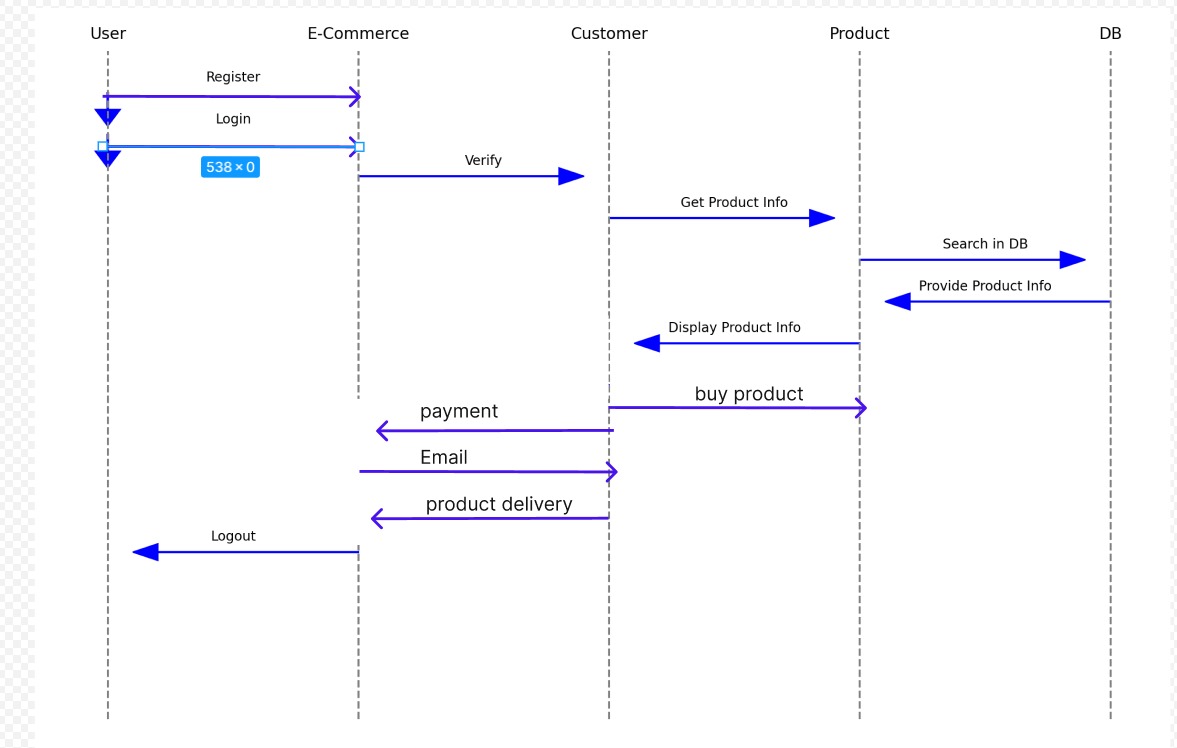 User
E-Commerce
Customer
Product
DB
Register
Login
538 × 0
Verify
Get Product Info
Search in DB
Provide Product Info
Display Product Info
buy product
payment
Email
product delivery
Logout